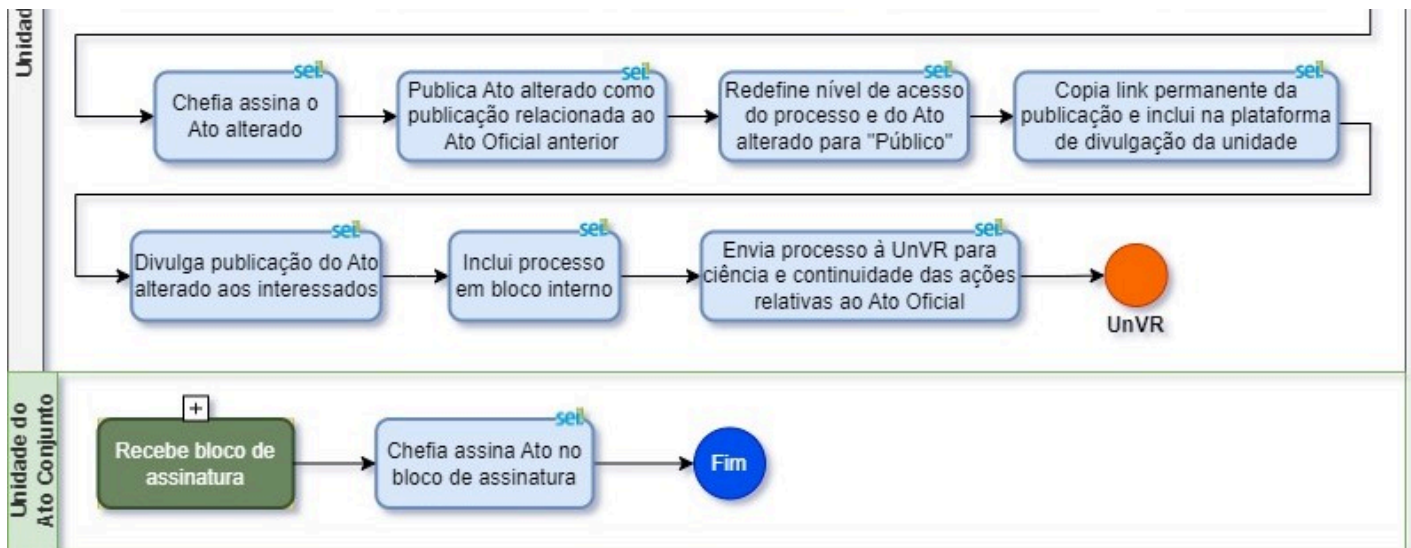 Unidad
sei!
Chefia assina o
Ato alterado
sei!
Publica Ato alterado como
publicação relacionada ao
Ato Oficial anterior
sei!
Redefine nível de acesso
do processo e do Ato
alterado para "Público"
sei!
Copia link permanente da
publicação e inclui na plataforma
de divulgação da unidade
sei!
Divulga publicação do Ato
alterado aos interessados
sei!
Inclui processo
em bloco interno
sei!
Envia processo à UnVR para
ciência e continuidade das ações
relativas ao Ato Oficial
UnVR
Unidade do
Ato Conjunto
+
Recebe bloco de
assinatura
sei!
Chefia assina Ato no
bloco de assinatura
Fim